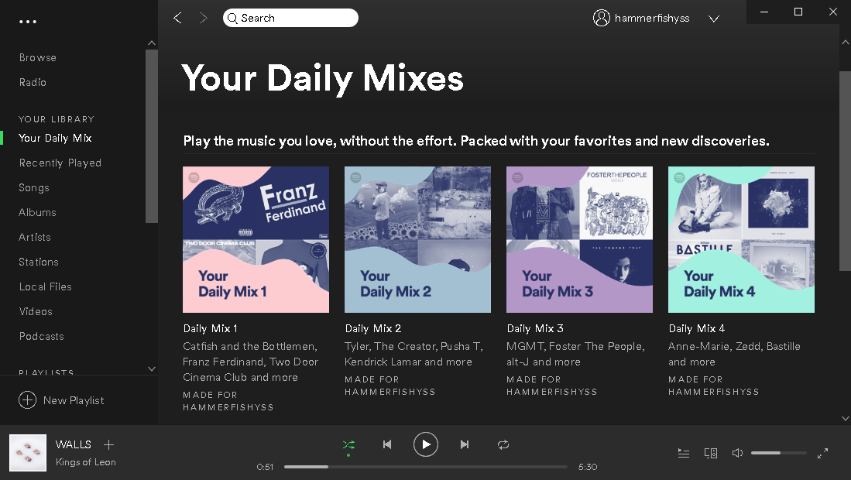 Search
hammerfishyss
Browse
Radio
YOUR LIBRARY
Your Daily Mix
Recently Played
Songs
Albums
Artists
Stations
Local Files
Videos
Podcasts
PLAYLISTS
New Playlist
Your Daily Mixes
Play the music you love, without the effort. Packed with your favorites and new discoveries.
Franz
Ferdinand
TWO DOOR CINEMA CLUB
Your
Daily Mix 1
Daily Mix 1
Catfish and the Bottlemen,
Franz Ferdinand, Two Door
Cinema Club and more
MADE FOR
HAMMERFISHYSS
Your
Daily Mix 2
Daily Mix 2
Tyler, The Creator, Pusha T,
Kendrick Lamar and more
MADE FOR
HAMMERFISHYSS
FOSTER THE PEOPLE
Your
Daily Mix 3
Daily Mix 3
MGMT, Foster The People,
alt-J and more
MADE FOR
HAMMERFISHYSS
BASTILLE
Your
Daily Mix 4
Daily Mix 4
Anne-Marie, Zedd, Bastille
and more
MADE FOR
HAMMERFISHYSS
WALLS
Kings of Leon
0:51
5:30